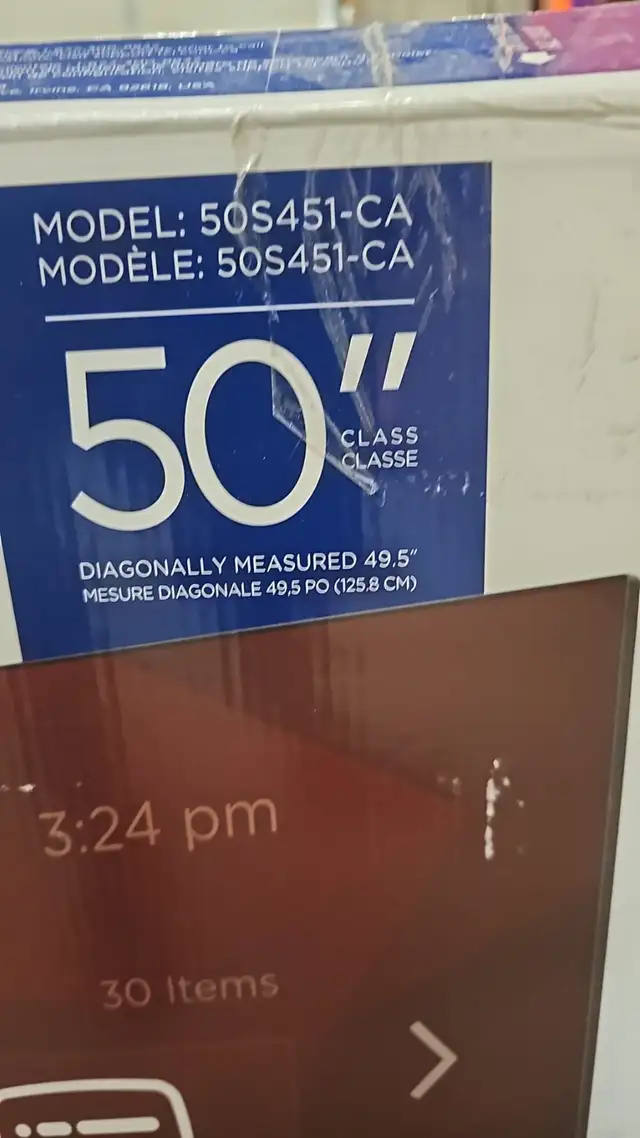 MODEL: 50S451-CA
MODÈLE: 50S451-CA
50"
CLASS
CLASSE
DIAGONALLY MEASURED 49.5"
MESURE DIAGONALE 49,5 PO (125.8 CM)
3:24 pm
30 Items